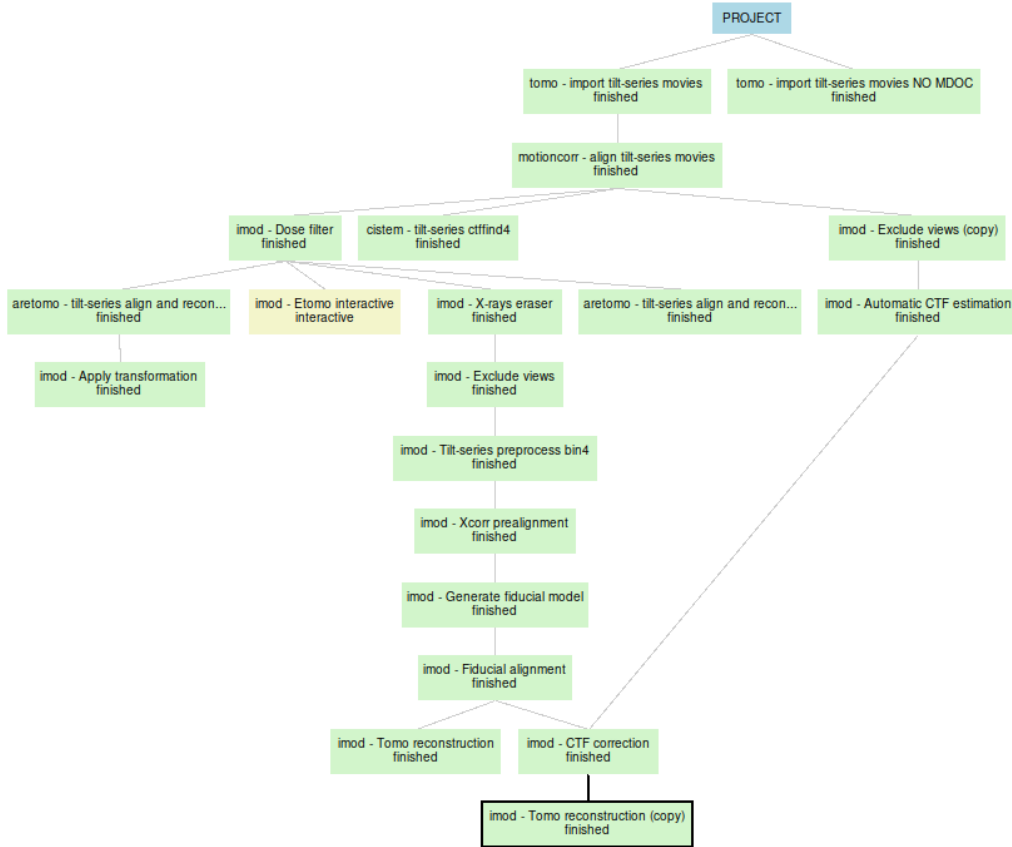 PROJECT
tomo - import tilt-series movies
finished
tomo - import tilt-series movies NO MDOC
finished
motioncorr - align tilt-series movies
finished
imod - Dose filter
finished
cistem - tilt-series ctffind4
finished
imod - Exclude views (copy)
finished
aretomo - tilt-series align and recon...
finished
imod - Etomo interactive
interactive
imod - X-rays eraser
finished
aretomo - tilt-series align and recon...
finished
imod - Automatic CTF estimation
finished
imod - Apply transformation
finished
imod - Exclude views
finished
imod - Tilt-series preprocess bin4
finished
imod - Xcorr prealignment
finished
imod - Generate fiducial model
finished
imod - Fiducial alignment
finished
imod - Tomo reconstruction
finished
imod - CTF correction
finished
imod - Tomo reconstruction (copy)
finished